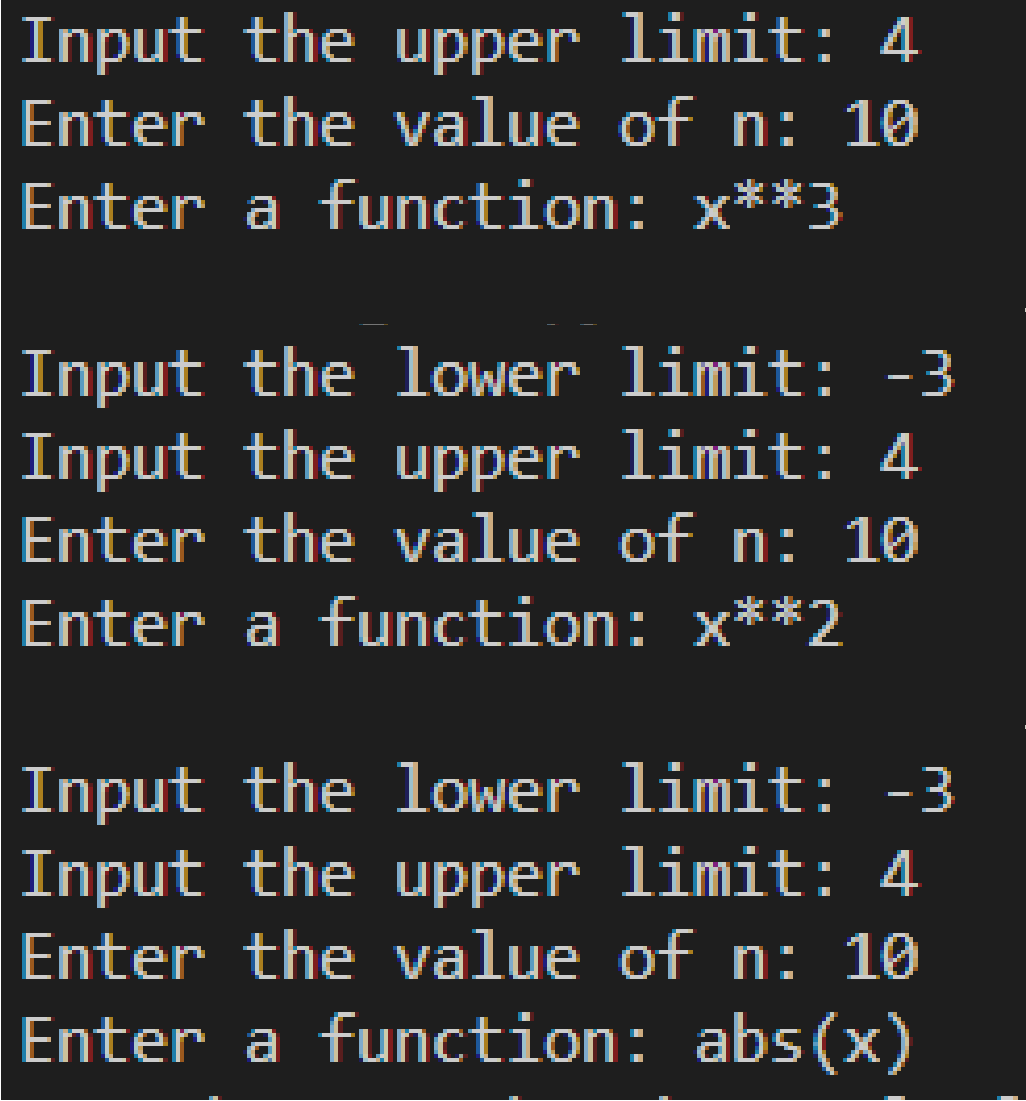 Input the upper limit: 4
Enter the value of n: 10
Enter a function: x**3
Input the lower limit: -3
Input the upper limit: 4
Enter the value of n: 10
Enter a function: x**2
Input the lower limit: -3
Input the upper limit: 4
Enter the value of n: 10
Enter a function: abs(x)